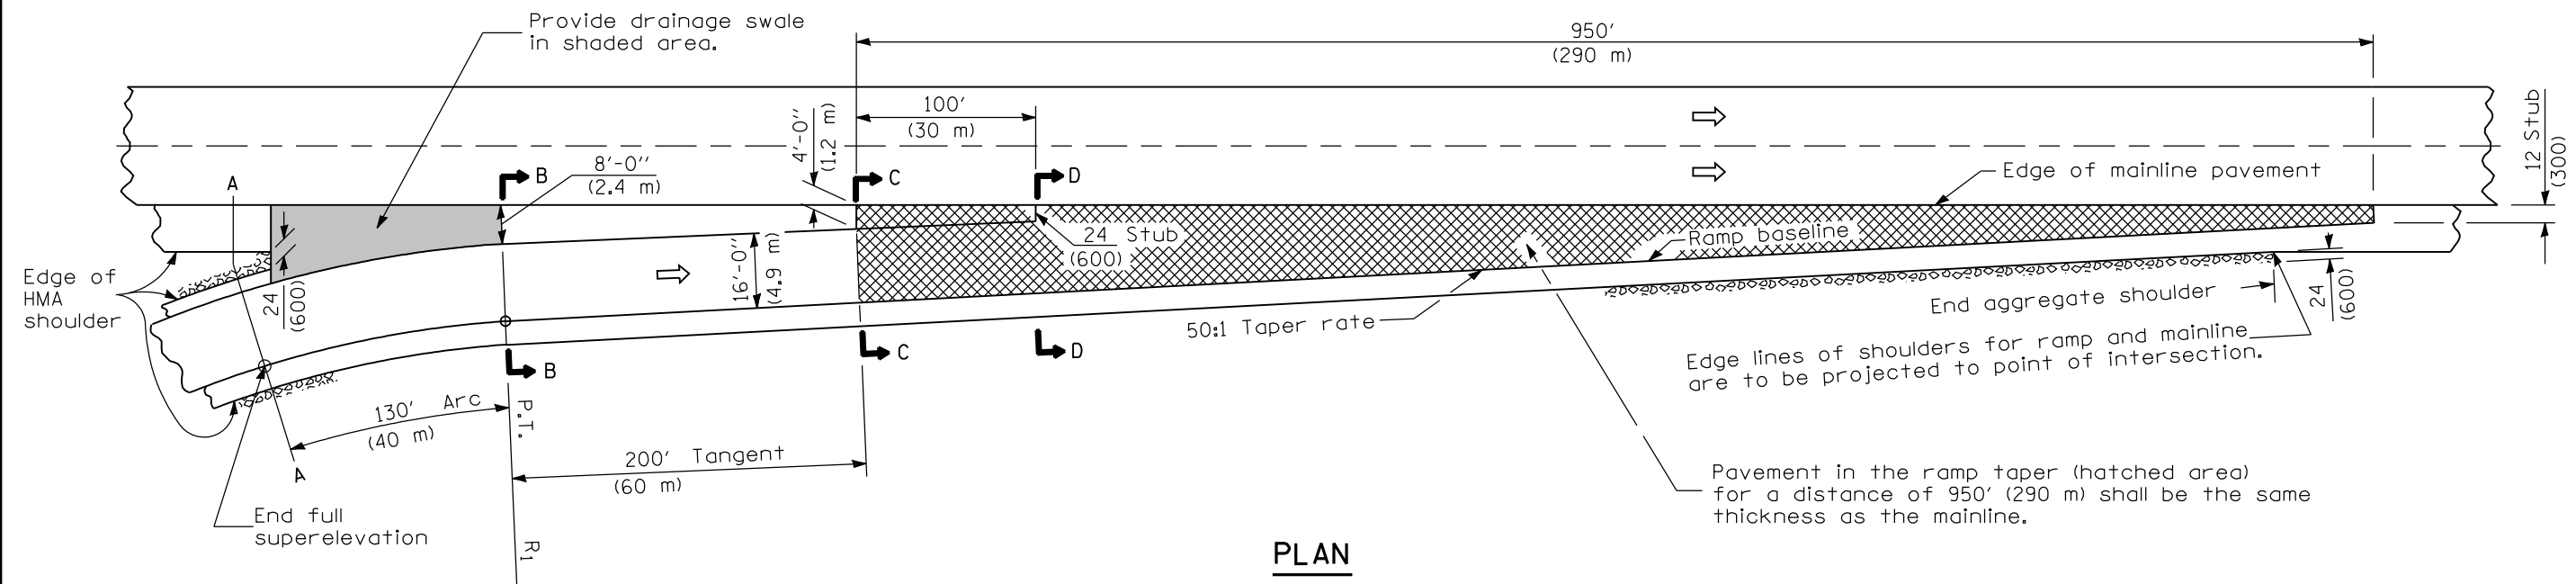 Provide drainage swale
in shaded area.
950'
(290 m)
100'
(30 m)
4'-0"
(1.2 m)
12 Stub
(300)
A
8'-0"
(2.4 m)
B
C
D
Edge of mainline pavement
24 Stub
(600)
Ramp baseline
16'-0"
(4.9 m)
Edge of
HMA
shoulder
24
(600)
End aggregate shoulder
24
(600)
50:1 Taper rate
Edge lines of shoulders for ramp and mainline
are to be projected to point of intersection.
B
C
D
130' Arc
(40 m)
P.T.
A
200' Tangent
(60 m)
End full
superelevation
R1
Pavement in the ramp taper (hatched area)
for a distance of 950' (290 m) shall be the same
thickness as the mainline.
PLAN